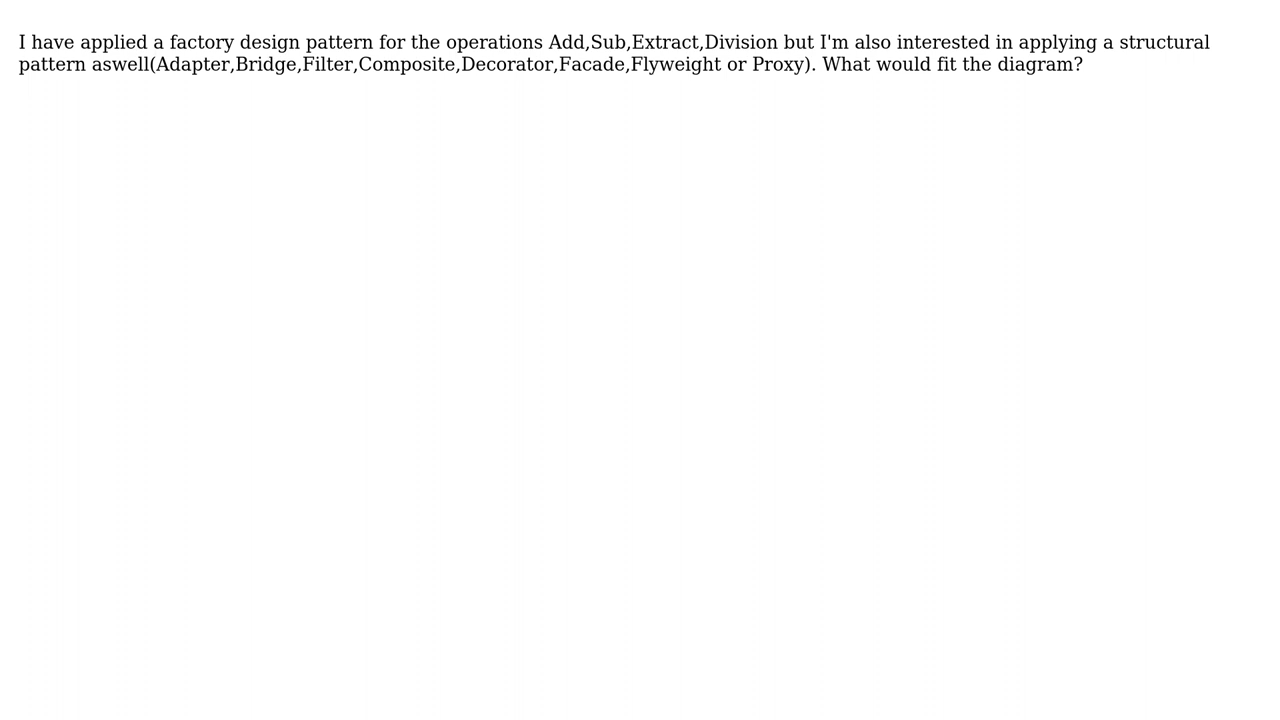 I have applied a factory design pattern for the operations Add,Sub,Extract,Division but I'm also interested in applying a structural
pattern aswell(Adapter,Bridge,Filter,Composite,Decorator,Facade,Flyweight or Proxy). What would fit the diagram?